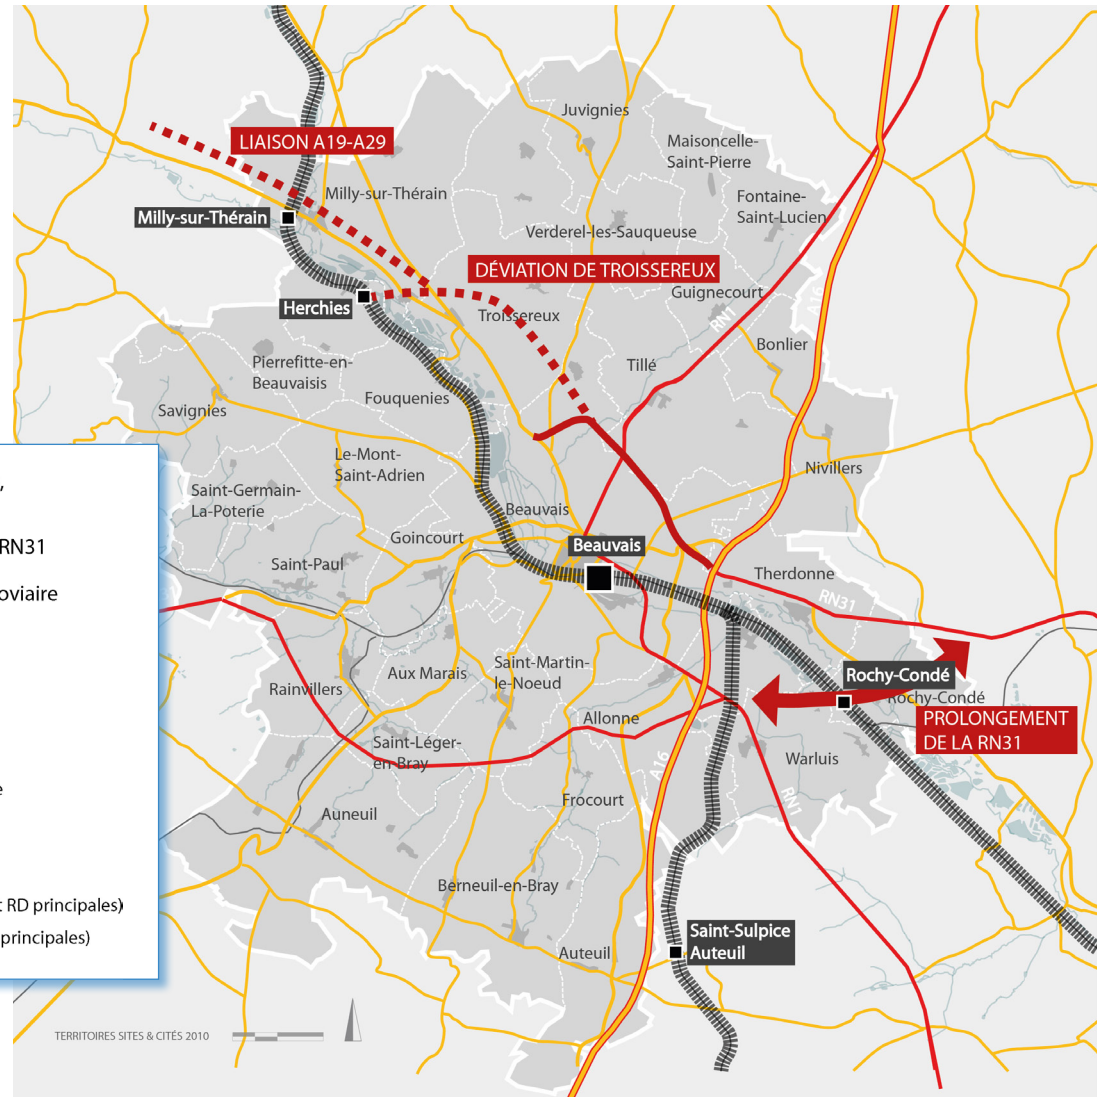 Juvignies
Maisoncelle-
Saint-Pierre
LIAISON A19-A29
Milly-sur-Thérain
Fontaine-
Saint-Lucien
Milly-sur-Thérain
Verderel-les-Sauqueuse
DÉVIATION DE TROISSEREUX
Guignecourt
A16
Herchies
Troissereux
RN1
Bonlier
Pierrefitte-en-
Beauvaisis
Tillé
Savignies
Fouquenies
Le-Mont-
Saint-Adrien
Nivillers
Saint-Germain-
La-Poterie
Beauvais
RN31
Goincourt
Beauvais
Saint-Paul
Therdonne
oviaire
RN31
Aux Marais
Saint-Martin-
le-Noeud
Rochy-Condé
Rainvillers
Rochy-Condé
Allonne
PROLONGEMENT
DE LA RN31
Saint-Léger-
en Bray
A16
Warluis
RN1
Frocourt
Auneuil
Berneuil-en-Bray
t RD principales)
principales)
Saint-Sulpice
Auteuil
Auteuil
TERRITOIRES SITES & CITÉS 2010